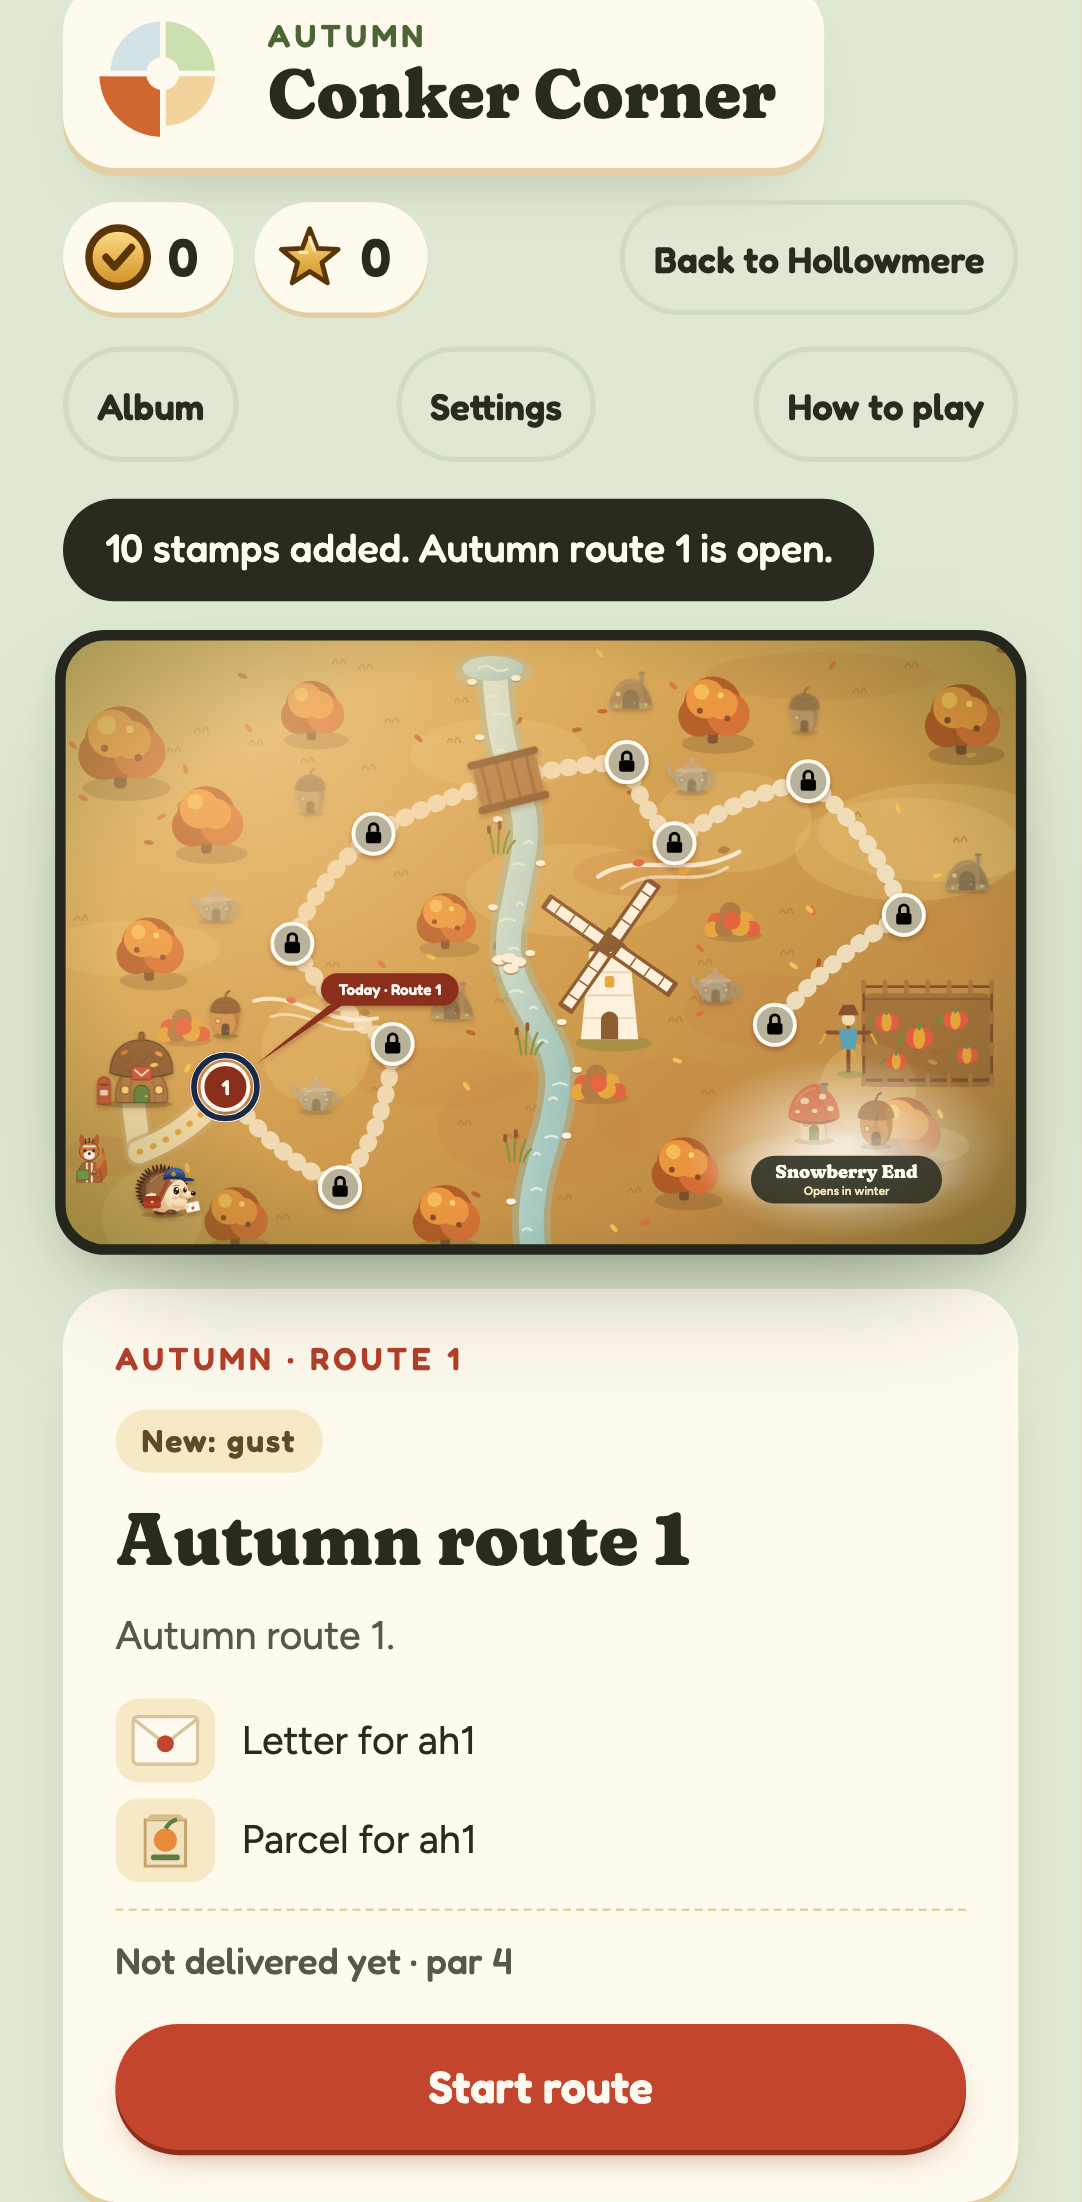 AUTUMN
Conker Corner
0
0
Back to Hollowmere
Album
Settings
How to play
10 stamps added. Autumn route 1 is open.
Today · Route 1
1
Snowberry End
Opens in winter
AUTUMN · ROUTE 1
New: gust
Autumn route 1
Autumn route 1.
Letter for ah1
Parcel for ah1
Not delivered yet · par 4
Start route